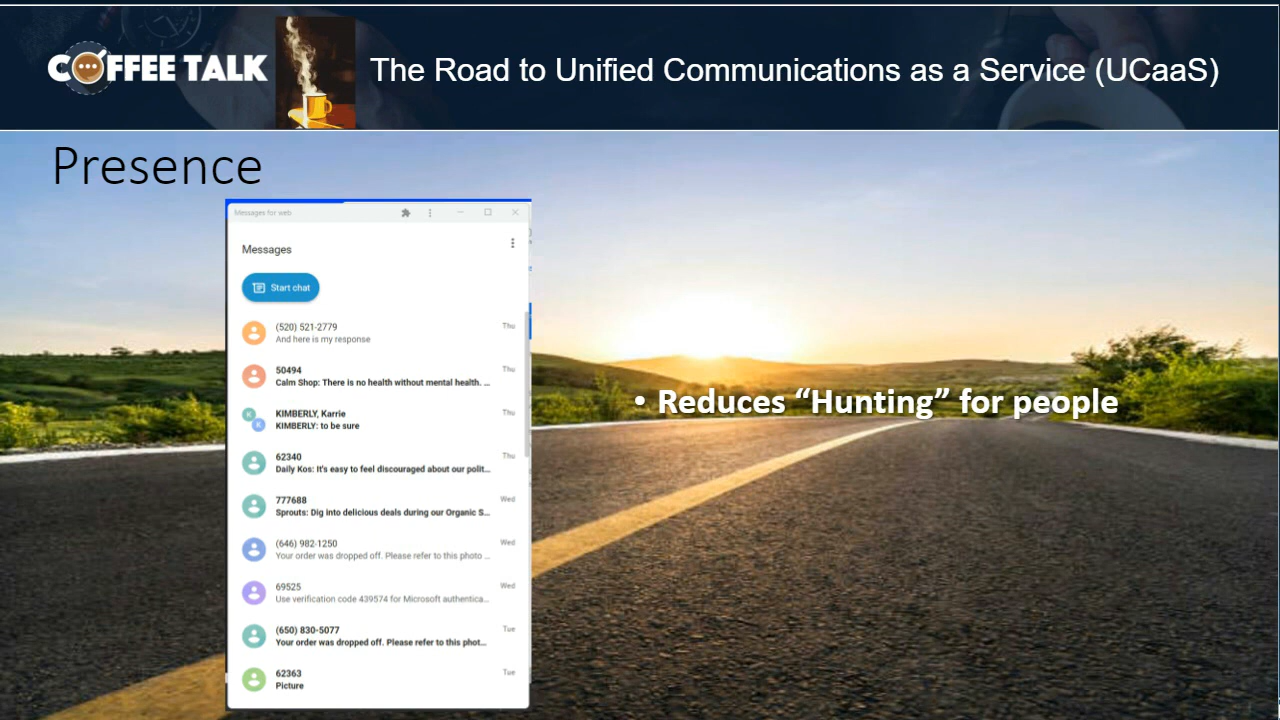 COFFEE TALK
The Road to Unified Communications as a Service (UCaaS)
Presence
Messages for web
Messages
Start chat
(520) 521-2779 Thu
And here is my response
50494 Thu
Calm Shop: There is no health without mental health. ...
KIMBERLY, Karrie Thu
KIMBERLY: to be sure
62340 Thu
Daily Kos: It's easy to feel discouraged about our polit...
777688 Wed
Sprouts: Dig into delicious deals during our Organic S...
(646) 982-1250 Wed
Your order was dropped off. Please refer to this photo ...
69525 Wed
Use verification code 439574 for Microsoft authentica...
(650) 830-5077 Tue
Your order was dropped off. Please refer to this phot...
62363 Tue
Picture
• Reduces “Hunting” for people